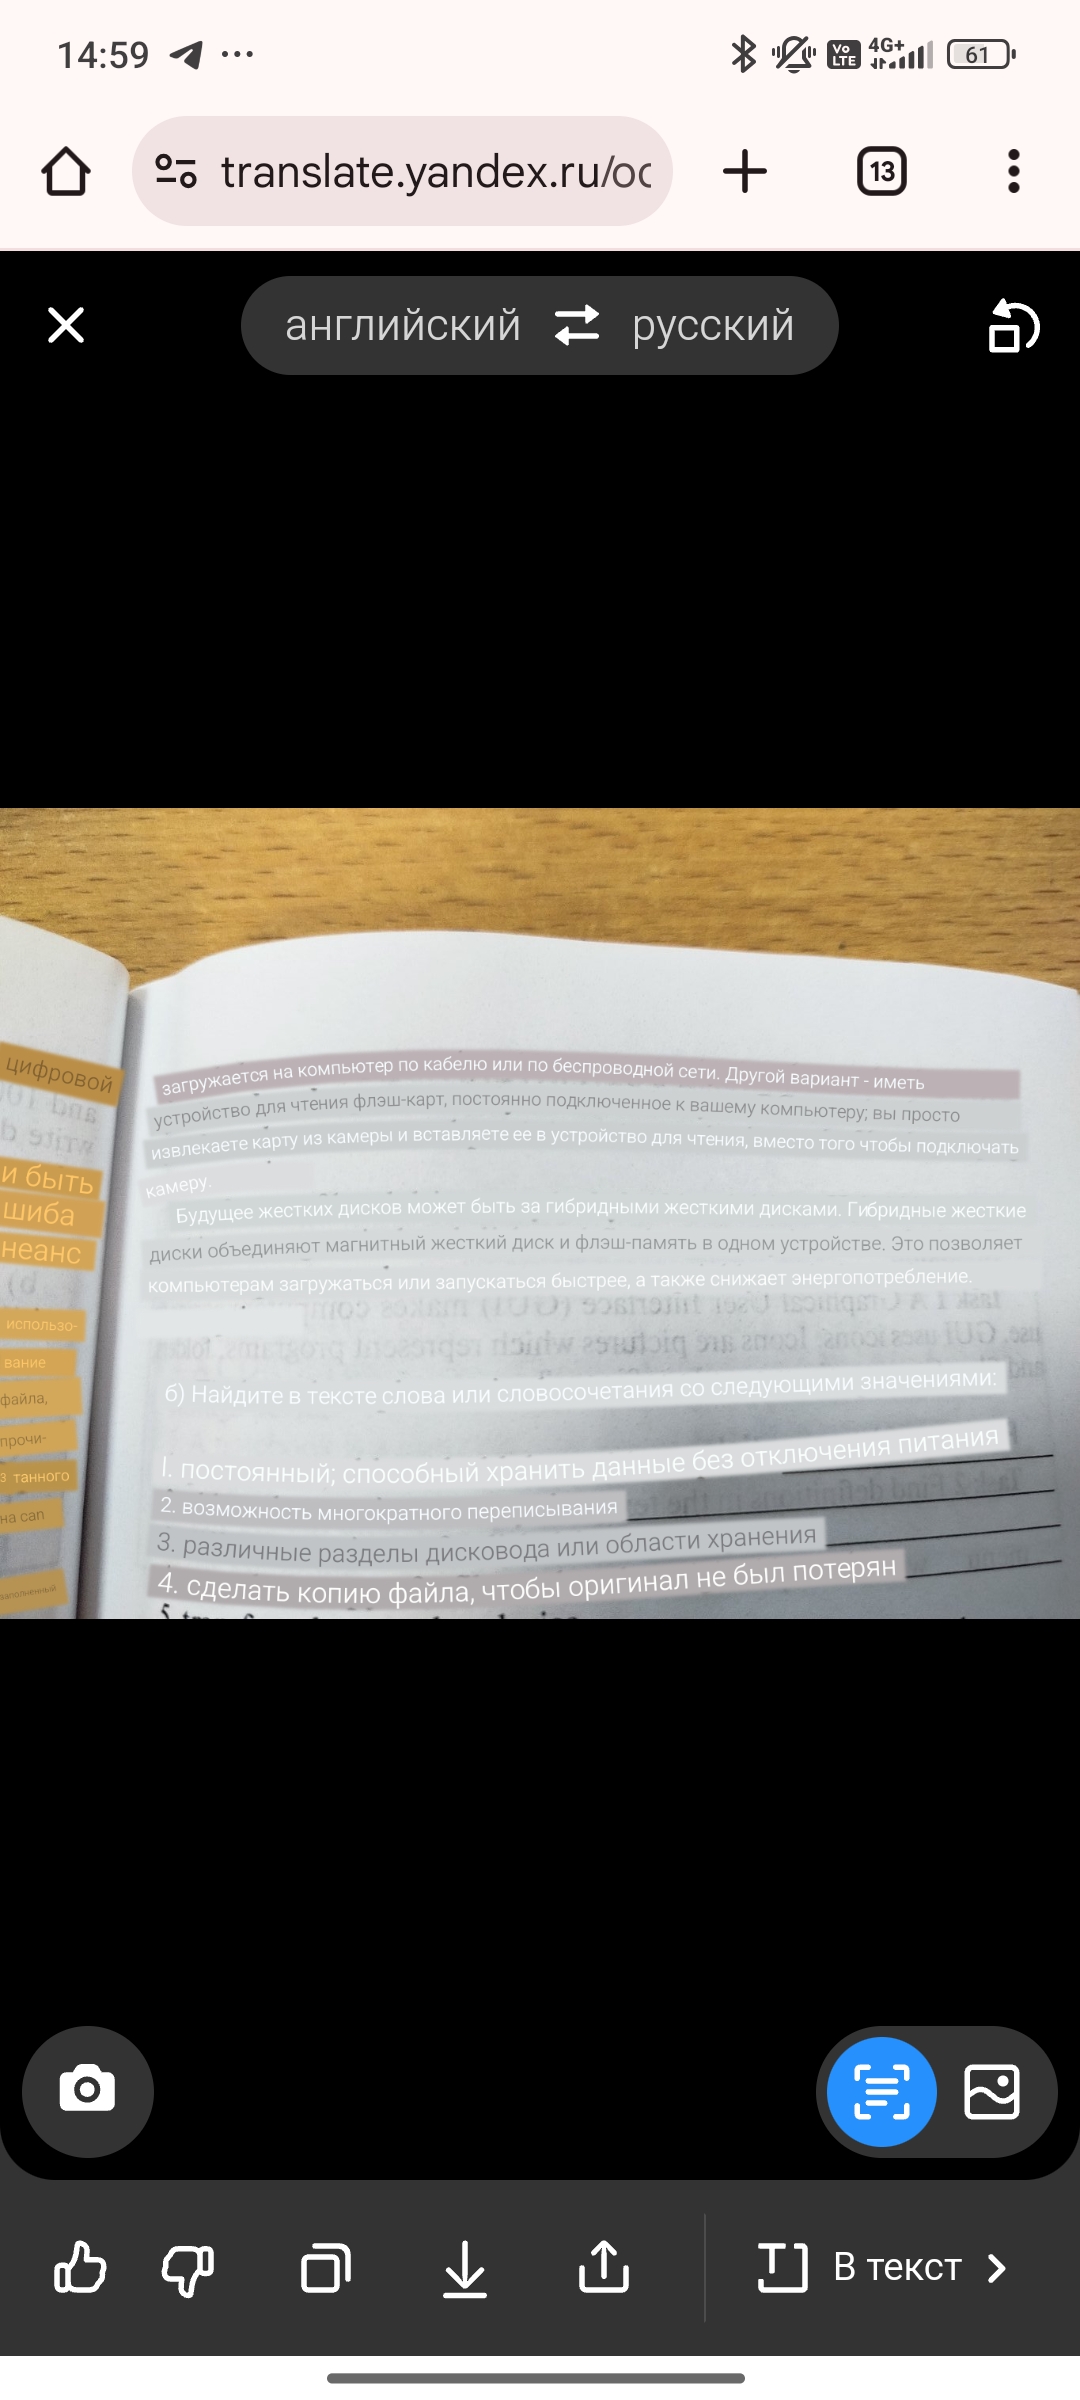 14:59
Vo LTE 4G+ 61
translate.yandex.ru/oc
13
английский русский
цифровой
и быть
шиба
неанс
использо-
вание
файла,
прочи-
танного
на can
заполненный
загружается на компьютер по кабелю или по беспроводной сети. Другой вариант - иметь
устройство для чтения флэш-карт, постоянно подключенное к вашему компьютеру; вы просто
извлекаете карту из камеры и вставляете ее в устройство для чтения, вместо того чтобы подключать
камеру.
Будущее жестких дисков может быть за гибридными жесткими дисками. Гибридные жесткие
диски объединяют магнитный жесткий диск и флэш-память в одном устройстве. Это позволяет
компьютерам загружаться или запускаться быстрее, а также снижает энергопотребление.
б) Найдите в тексте слова или словосочетания со следующими значениями:
l. постоянный; способный хранить данные без отключения питания
2. возможность многократного переписывания
3. различные разделы дисковода или области хранения
4. сделать копию файла, чтобы оригинал не был потерян
5.
В текст